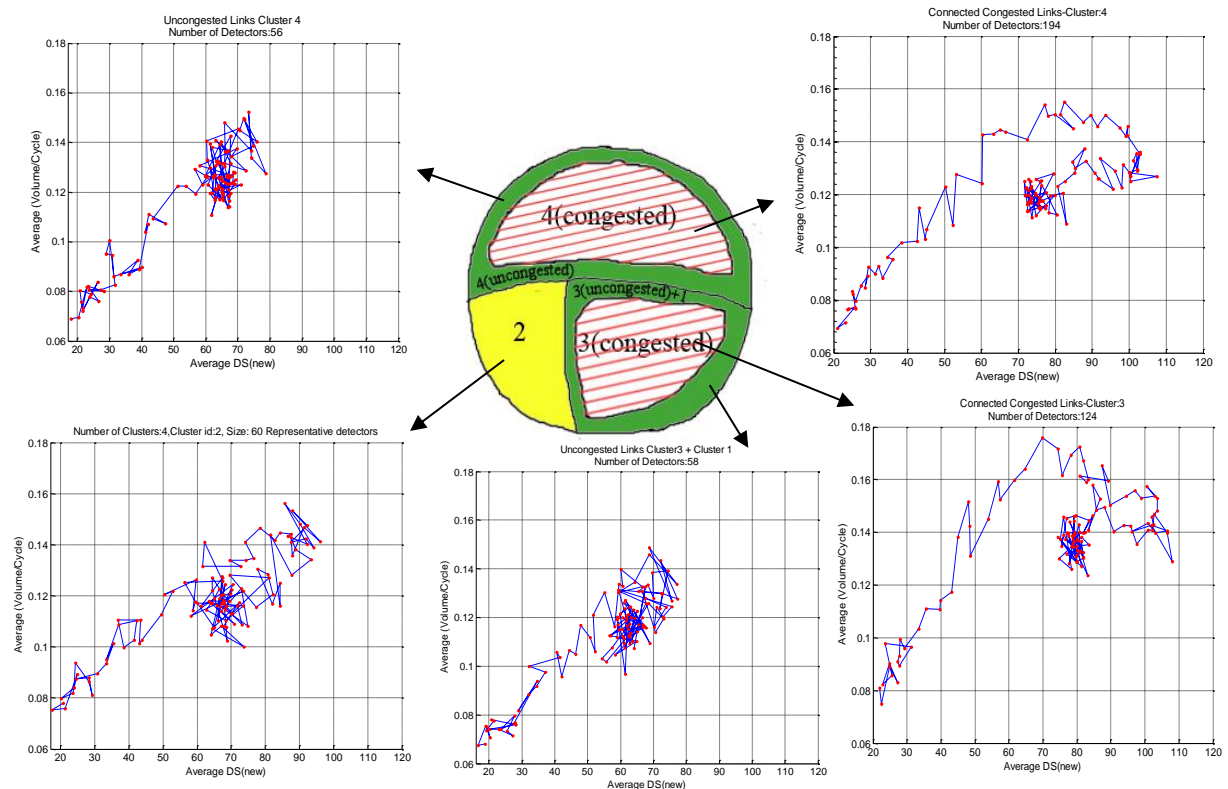 Uncongested Links Cluster 4
Number of Detectors:56
0.18
0.16
0.14
0.12
0.1
0.08
0.06
Average (Volume/Cycle)
20 30 40 50 60 70 80 90 100 110 120
Average DS(new)
Connected Congested Links-Cluster:4
Number of Detectors:194
0.18
0.16
0.14
0.12
0.1
0.08
0.06
Average (Volume/Cycle)
20 30 40 50 60 70 80 90 100 110 120
Average DS(new)
4(congested)
4(uncongested)
3(uncongested)+1
2
3(congested)
Number of Clusters:4,Cluster id:2, Size: 60 Representative detectors
0.18
0.16
0.14
0.12
0.1
0.08
0.06
Average (Volume/Cycle)
20 30 40 50 60 70 80 90 100 110 120
Average DS(new)
Uncongested Links Cluster3 + Cluster 1
Number of Detectors:58
0.18
0.16
0.14
0.12
0.1
0.08
0.06
Average (Volume/Cycle)
20 30 40 50 60 70 80 90 100 110 120
Average DS(new)
Connected Congested Links-Cluster:3
Number of Detectors:124
0.18
0.16
0.14
0.12
0.1
0.08
0.06
Average (Volume/Cycle)
20 30 40 50 60 70 80 90 100 110 120
Average DS(new)